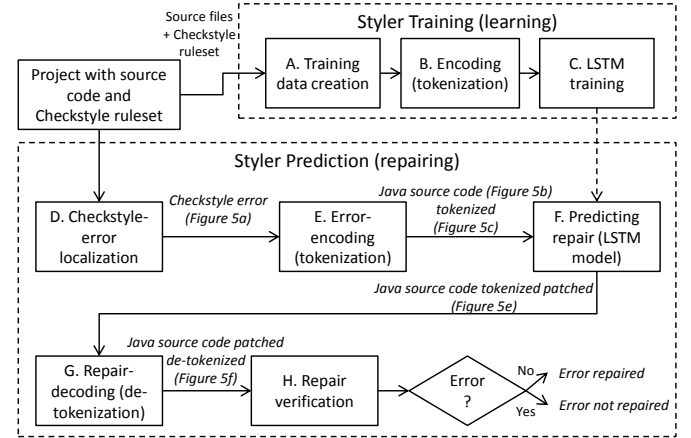 Styler Training (learning)
Source files
+ Checkstyle
ruleset
A. Training
data creation
B. Encoding
(tokenization)
C. LSTM
training
Project with source
code and
Checkstyle ruleset
Styler Prediction (repairing)
D. Checkstyle-
error
localization
Checkstyle error
(Figure 5a)
E. Error-
encoding
(tokenization)
Java source code (Figure 5b)
tokenized
(Figure 5c)
F. Predicting
repair (LSTM
model)
Java source code tokenized patched
(Figure 5e)
G. Repair-
decoding (de-
tokenization)
Java source code patched
de-tokenized
(Figure 5f)
H. Repair
verification
Error
?
No
Error repaired
Yes
Error not repaired